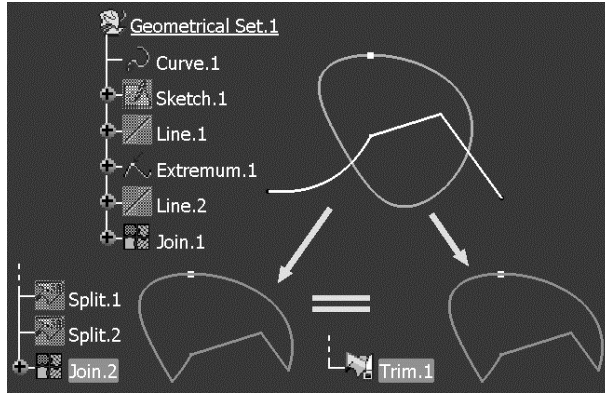 Geometrical Set.1
Curve.1
Sketch.1
Line.1
Extremum.1
Line.2
Join.1
Split.1
Split.2
Join.2
Trim.1